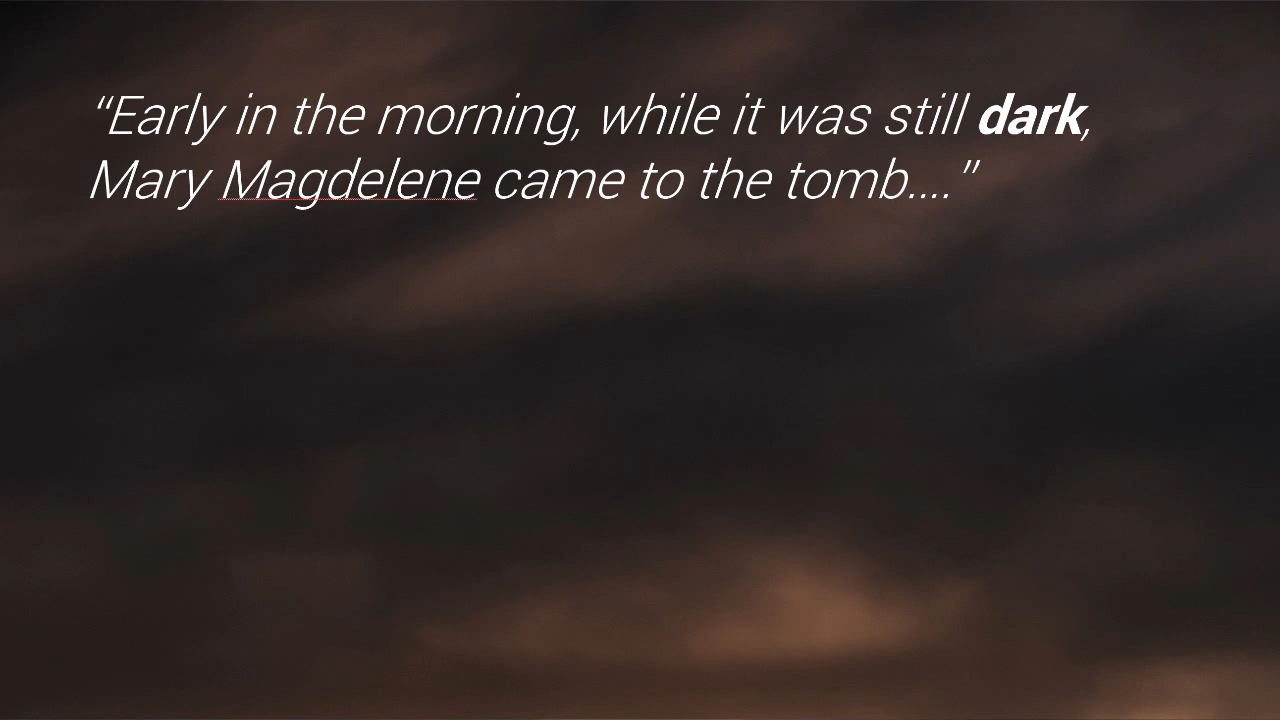 “Early in the morning, while it was still dark,
Mary Magdelene came to the tomb....”